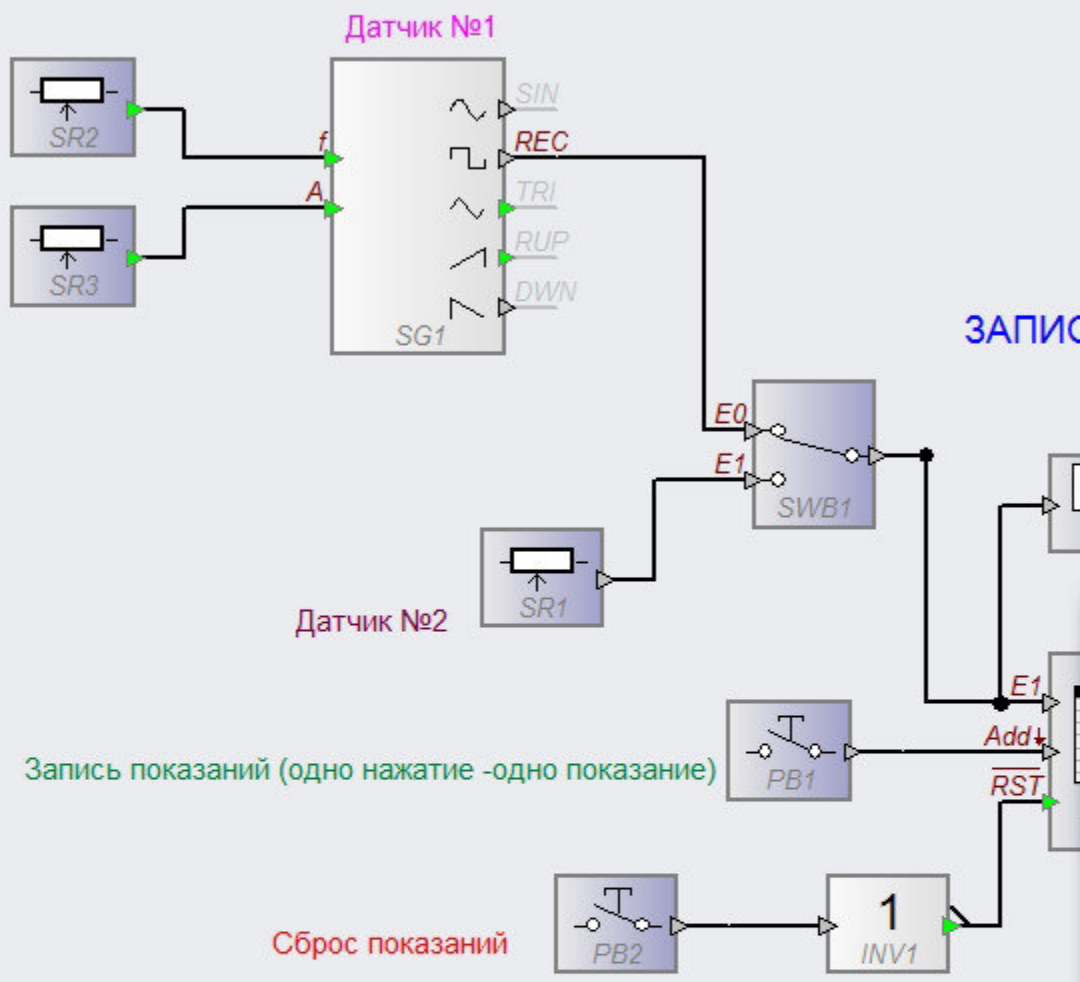 Датчик №1
SR2
f
SIN
REC
A
TRI
SR3
RUP
DWN
SG1
ЗАПИС
E0
E1
SWB1
SR1
Датчик №2
E1
Add↓
Запись показаний (одно нажатие -одно показание)
PB1
RST
1
Сброс показаний
PB2
INV1